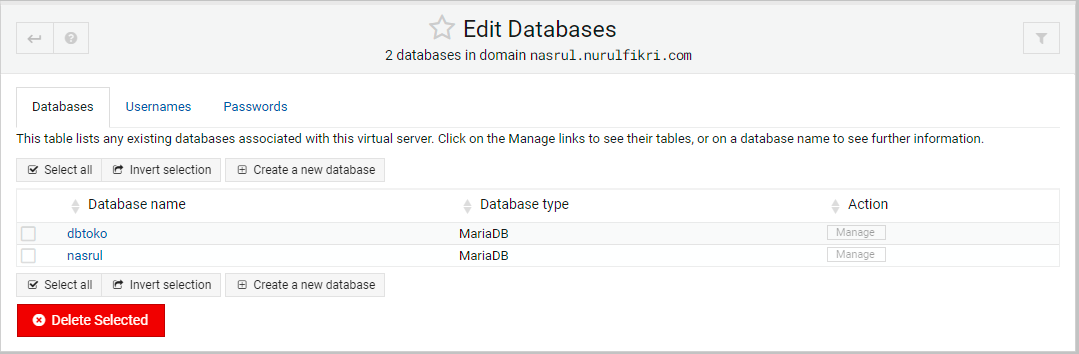 Edit Databases
2 databases in domain nasrul.nurulfikri.com
Databases Usernames Passwords
This table lists any existing databases associated with this virtual server. Click on the Manage links to see their tables, or on a database name to see further information.
Select all Invert selection Create a new database
Database name Database type Action
dbtoko MariaDB Manage
nasrul MariaDB Manage
Select all Invert selection Create a new database
Delete Selected